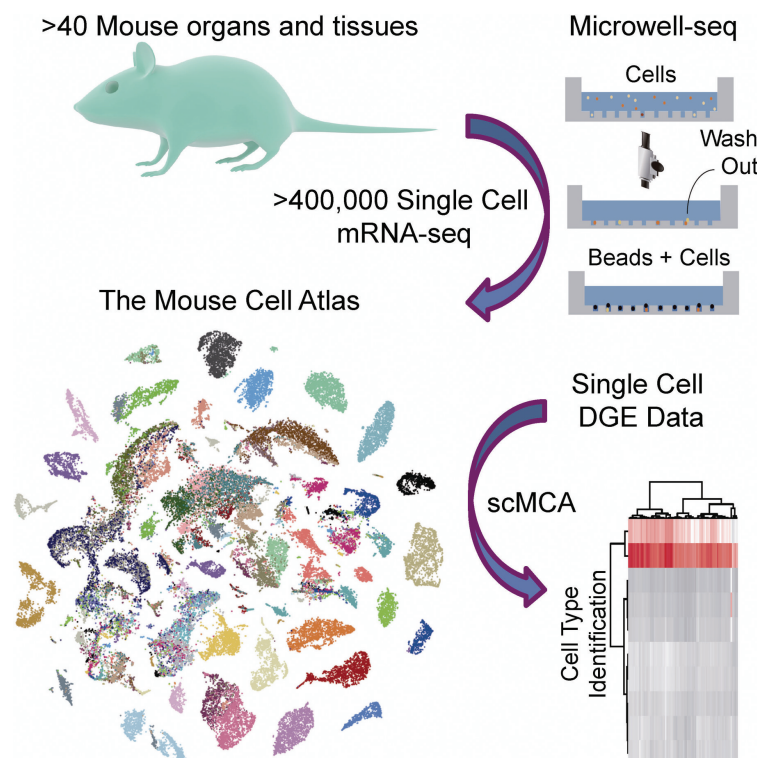 >40 Mouse organs and tissues
Microwell-seq
Cells
Wash
Out
>400,000 Single Cell
mRNA-seq
Beads + Cells
The Mouse Cell Atlas
Single Cell
DGE Data
scMCA
Cell Type
Identification